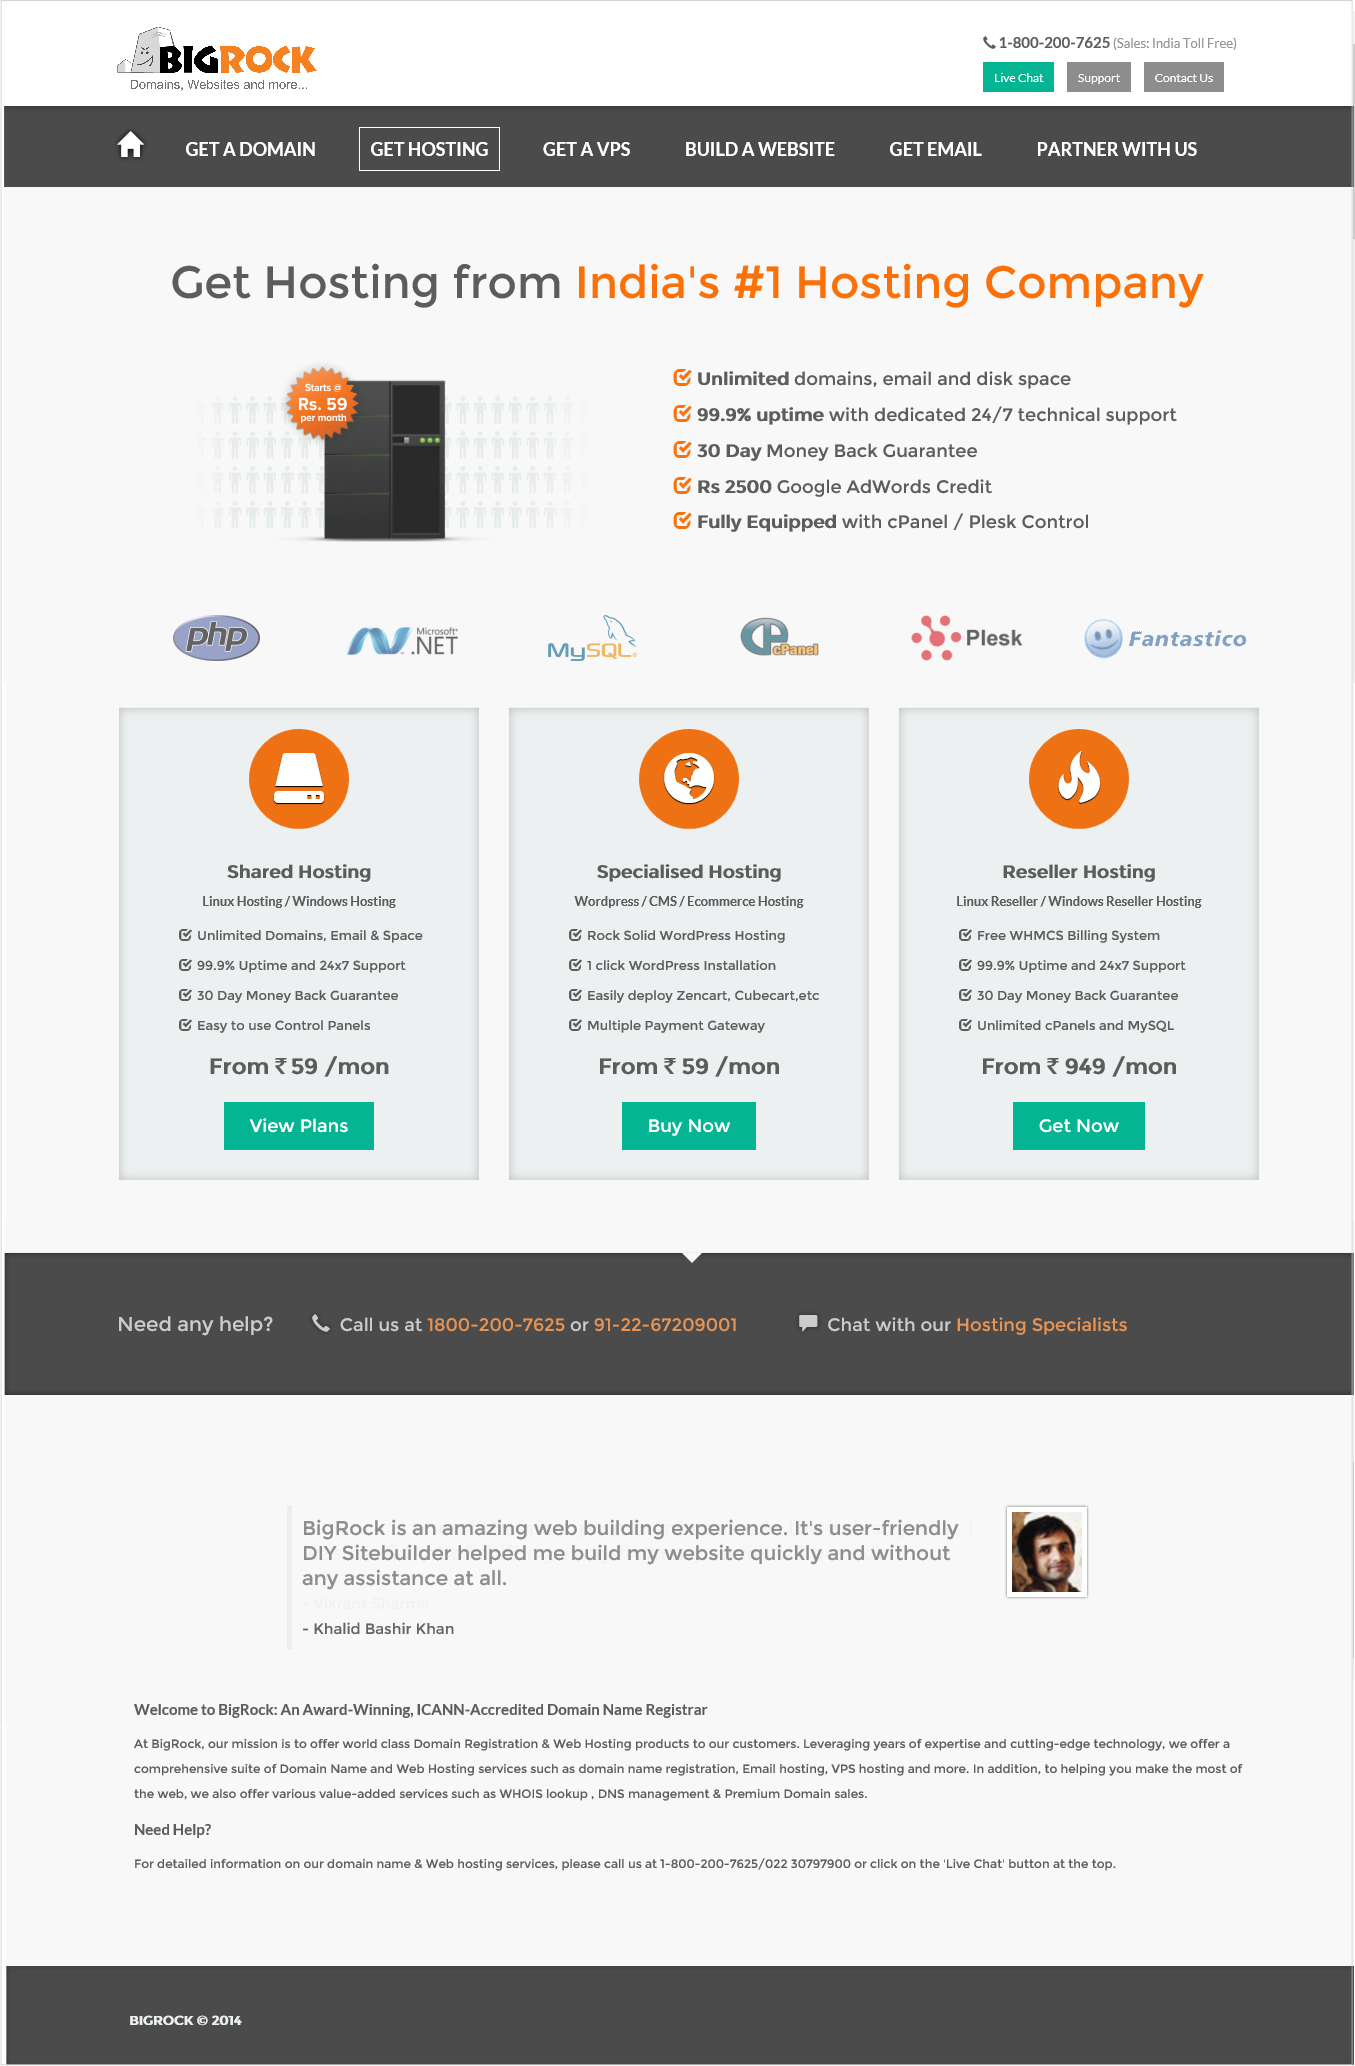 BIGROCK
Domains, Websites and more...
1-800-200-7625 (Sales: India Toll Free)
Live Chat Support Contact Us
GET A DOMAIN GET HOSTING GET A VPS BUILD A WEBSITE GET EMAIL PARTNER WITH US
Get Hosting from India's #1 Hosting Company
Starts @
Rs. 59
per month
Unlimited domains, email and disk space
99.9% uptime with dedicated 24/7 technical support
30 Day Money Back Guarantee
Rs 2500 Google AdWords Credit
Fully Equipped with cPanel / Plesk Control
php Microsoft® .NET MySQL® cPanel Plesk Fantastico
Shared Hosting
Linux Hosting / Windows Hosting
Unlimited Domains, Email & Space
99.9% Uptime and 24x7 Support
30 Day Money Back Guarantee
Easy to use Control Panels
From ₹ 59 /mon
View Plans
Specialised Hosting
Wordpress / CMS / Ecommerce Hosting
Rock Solid WordPress Hosting
1 click WordPress Installation
Easily deploy Zencart, Cubecart,etc
Multiple Payment Gateway
From ₹ 59 /mon
Buy Now
Reseller Hosting
Linux Reseller / Windows Reseller Hosting
Free WHMCS Billing System
99.9% Uptime and 24x7 Support
30 Day Money Back Guarantee
Unlimited cPanels and MySQL
From ₹ 949 /mon
Get Now
Need any help? Call us at 1800-200-7625 or 91-22-67209001 Chat with our Hosting Specialists
BigRock is an amazing web building experience. It's user-friendly
DIY Sitebuilder helped me build my website quickly and without
any assistance at all.
- Vikrant Sharma
- Khalid Bashir Khan
Welcome to BigRock: An Award-Winning, ICANN-Accredited Domain Name Registrar
At BigRock, our mission is to offer world class Domain Registration & Web Hosting products to our customers. Leveraging years of expertise and cutting-edge technology, we offer a
comprehensive suite of Domain Name and Web Hosting services such as domain name registration, Email hosting, VPS hosting and more. In addition, to helping you make the most of
the web, we also offer various value-added services such as WHOIS lookup , DNS management & Premium Domain sales.
Need Help?
For detailed information on our domain name & Web hosting services, please call us at 1-800-200-7625/022 30797900 or click on the 'Live Chat' button at the top.
BIGROCK © 2014